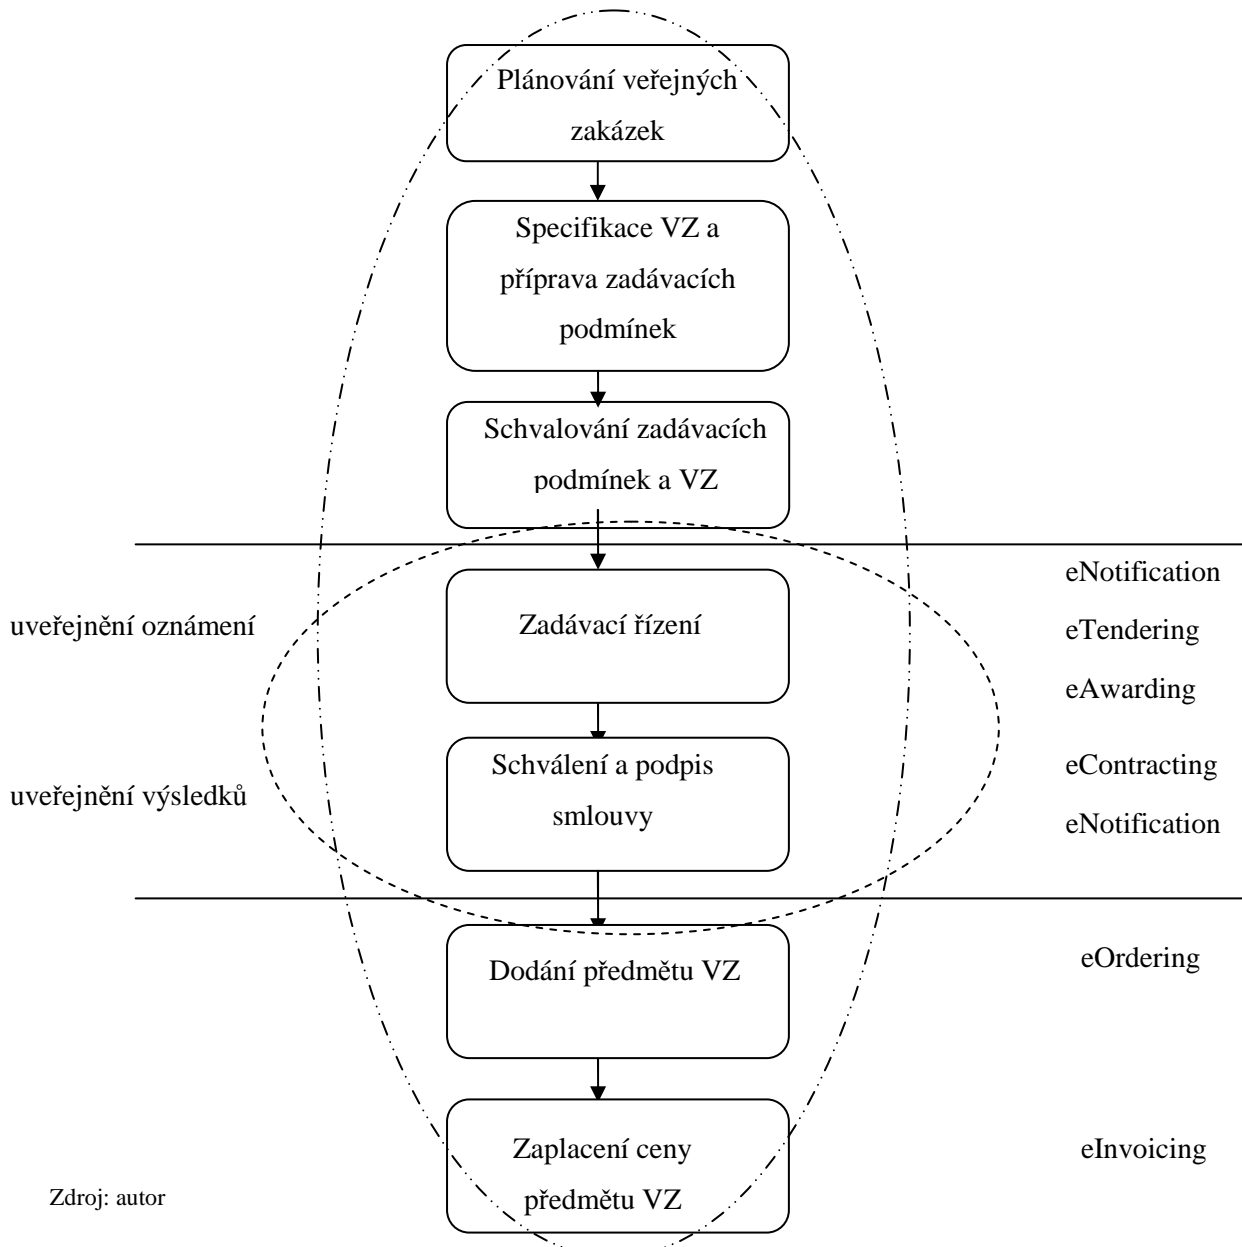 Plánování veřejných
zakázek
Specifikace VZ a
příprava zadávacích
podmínek
Schvalování zadávacích
podmínek a VZ
eNotification
uveřejnění oznámení
Zadávací řízení
eTendering
eAwarding
Schválení a podpis
smlouvy
eContracting
uveřejnění výsledků
eNotification
Dodání předmětu VZ
eOrdering
Zaplacení ceny
předmětu VZ
eInvoicing
Zdroj: autor